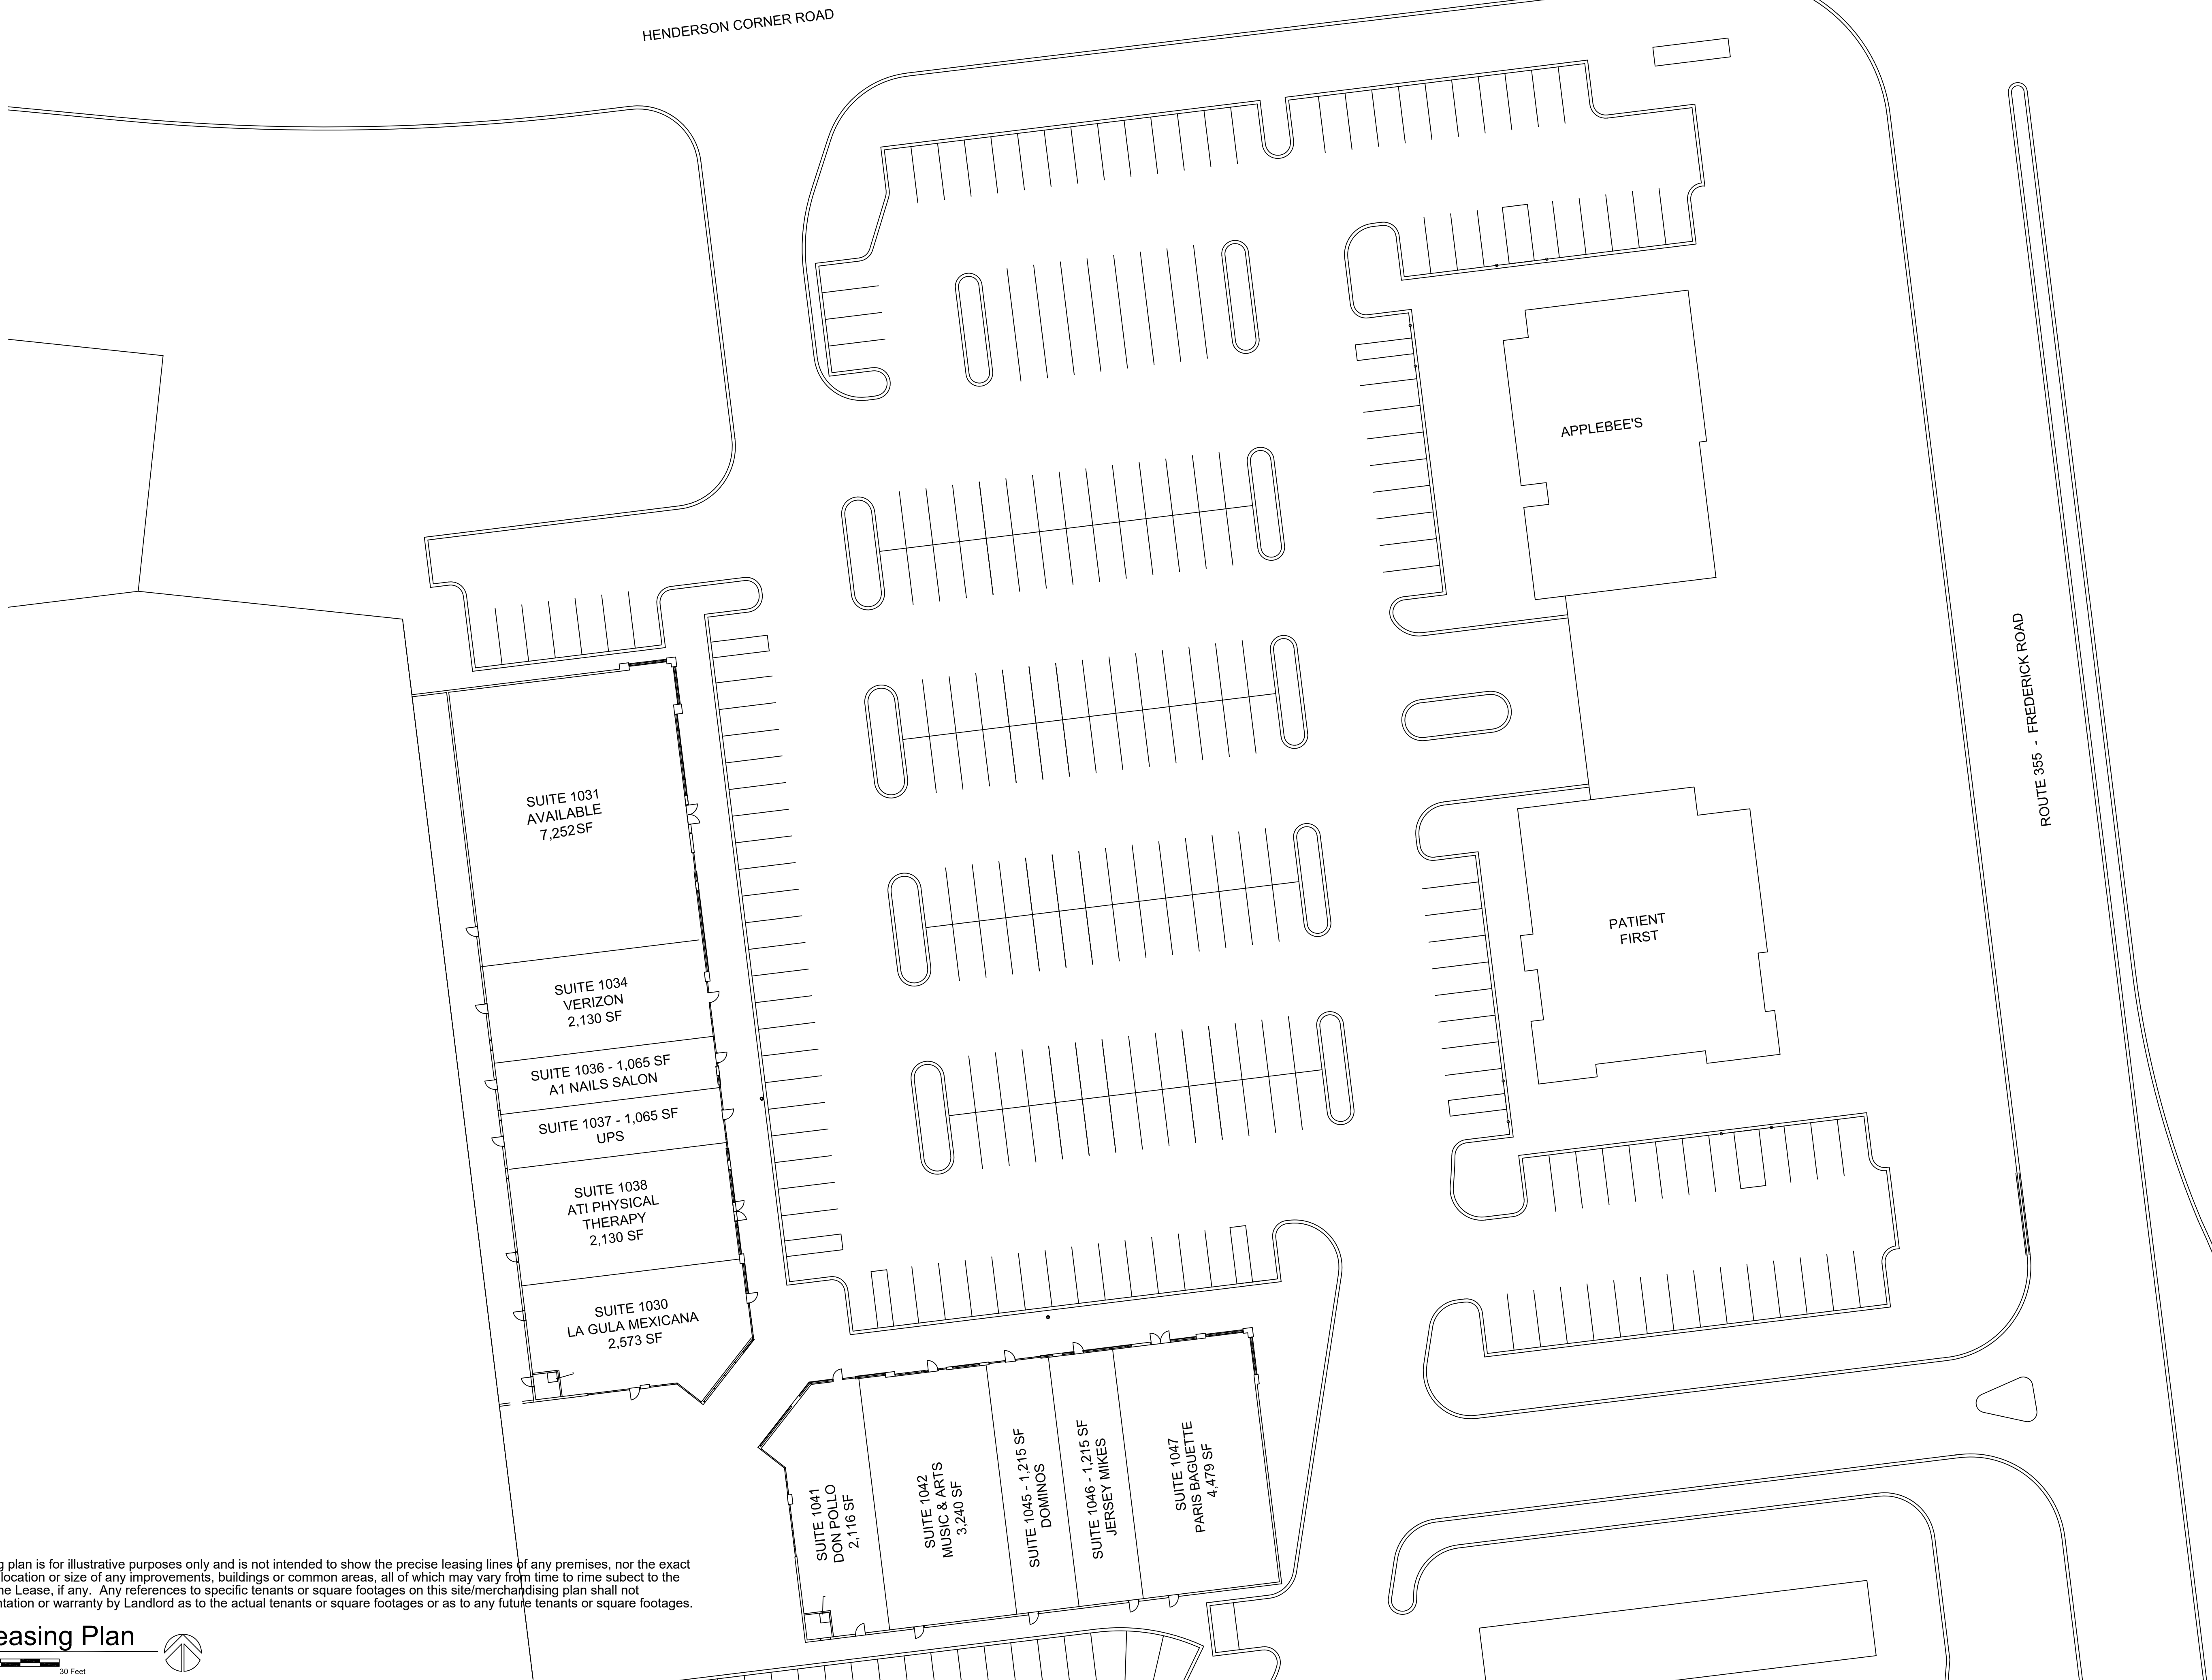 HENDERSON CORNER ROAD
APPLEBEE'S
ROUTE 355 - FREDERICK ROAD
SUITE 1031
AVAILABLE
7,252 SF
PATIENT
FIRST
SUITE 1034
VERIZON
2,130 SF
SUITE 1036 - 1,065 SF
A1 NAILS SALON
SUITE 1037 - 1,065 SF
UPS
SUITE 1038
ATI PHYSICAL
THERAPY
2,130 SF
SUITE 1030
LA GULA MEXICANA
2,573 SF
SUITE 1041
DON POLLO
2,116 SF
SUITE 1042
MUSIC & ARTS
3,240 SF
SUITE 1045 - 1,215 SF
DOMINOS
SUITE 1046 - 1,215 SF
JERSEY MIKES
SUITE 1047
PARIS BAGUETTE
4,479 SF
g plan is for illustrative purposes only and is not intended to show the precise leasing lines of any premises, nor the exact
location or size of any improvements, buildings or common areas, all of which may vary from time to rime subect to the
ne Lease, if any. Any references to specific tenants or square footages on this site/merchandising plan shall not
ntation or warranty by Landlord as to the actual tenants or square footages or as to any future tenants or square footages.
easing Plan
30 Feet